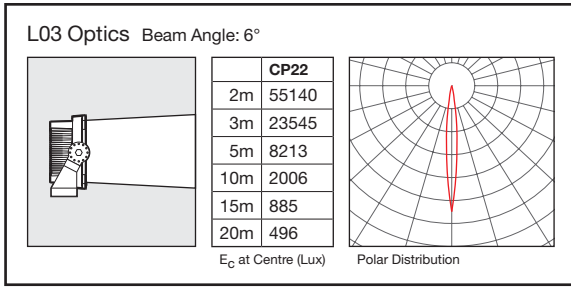 L03 Optics Beam Angle: 6°
CP22
2m 55140
3m 23545
5m 8213
10m 2006
15m 885
20m 496
EC at Centre (Lux)
Polar Distribution